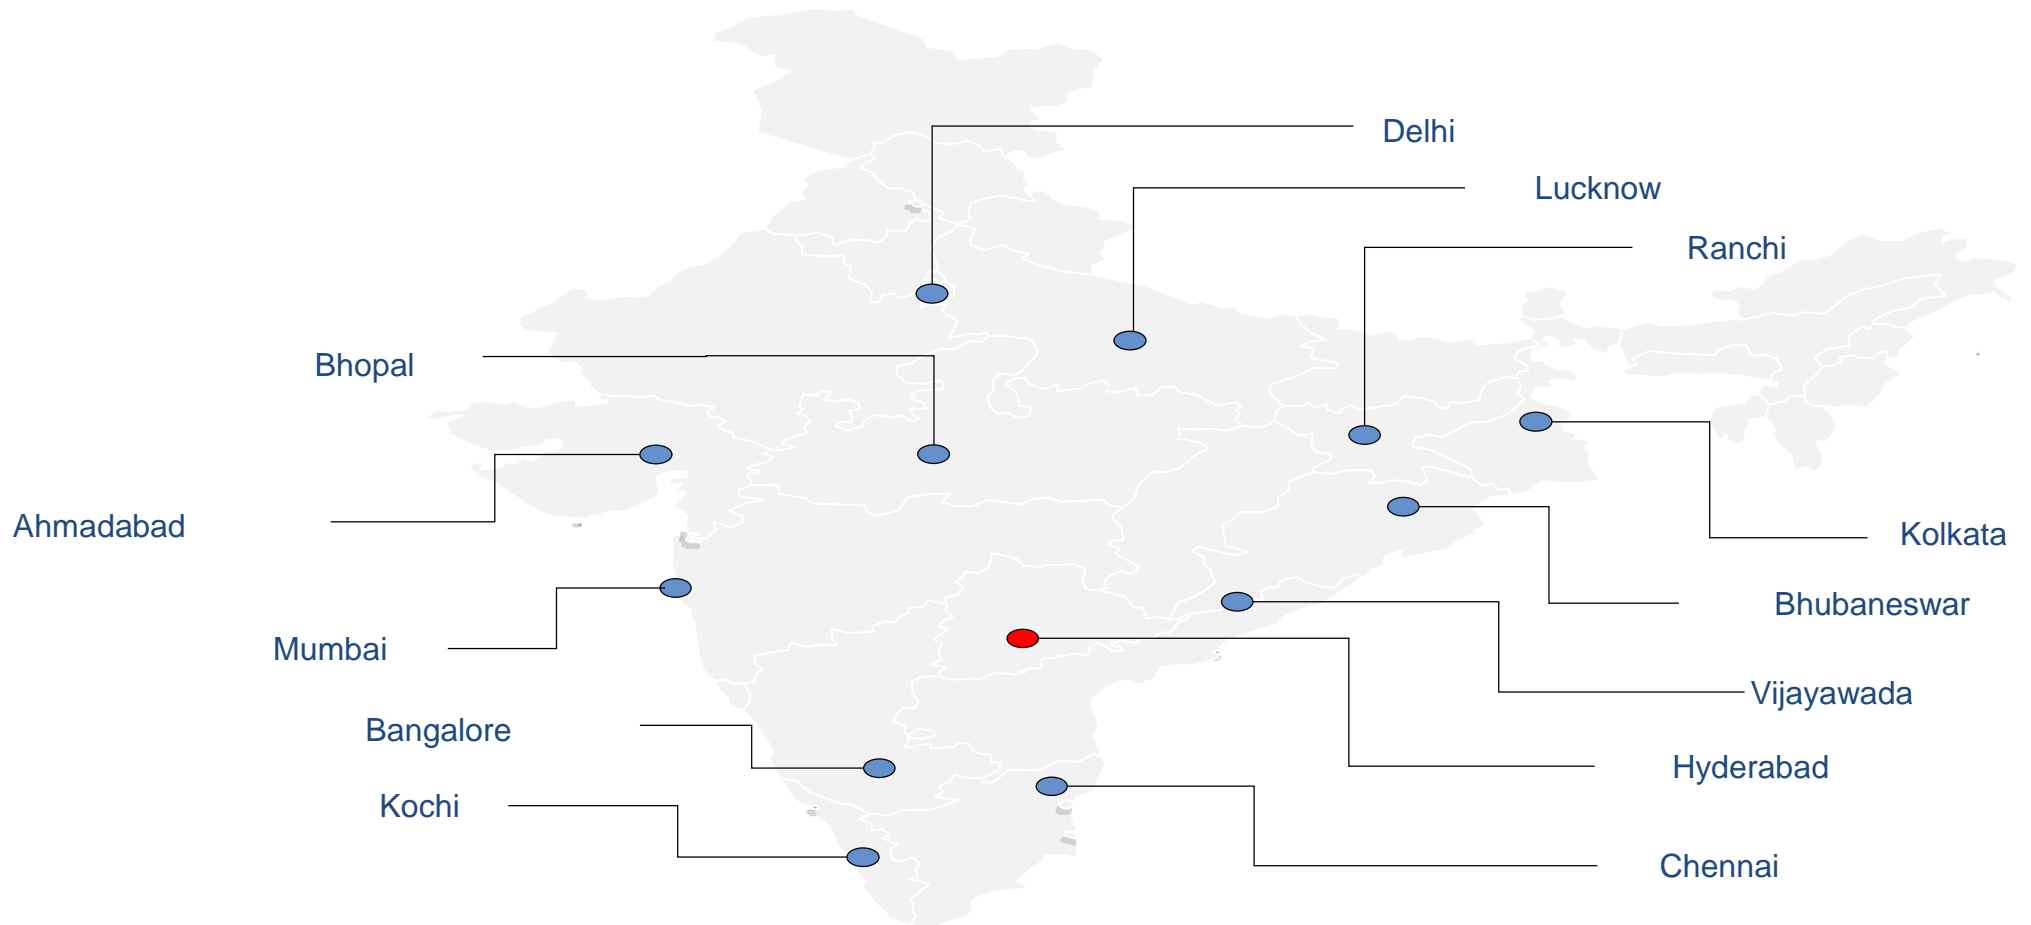 Delhi
Lucknow
Ranchi
Bhopal
Ahmadabad
Kolkata
Bhubaneswar
Mumbai
Vijayawada
Bangalore
Hyderabad
Kochi
Chennai